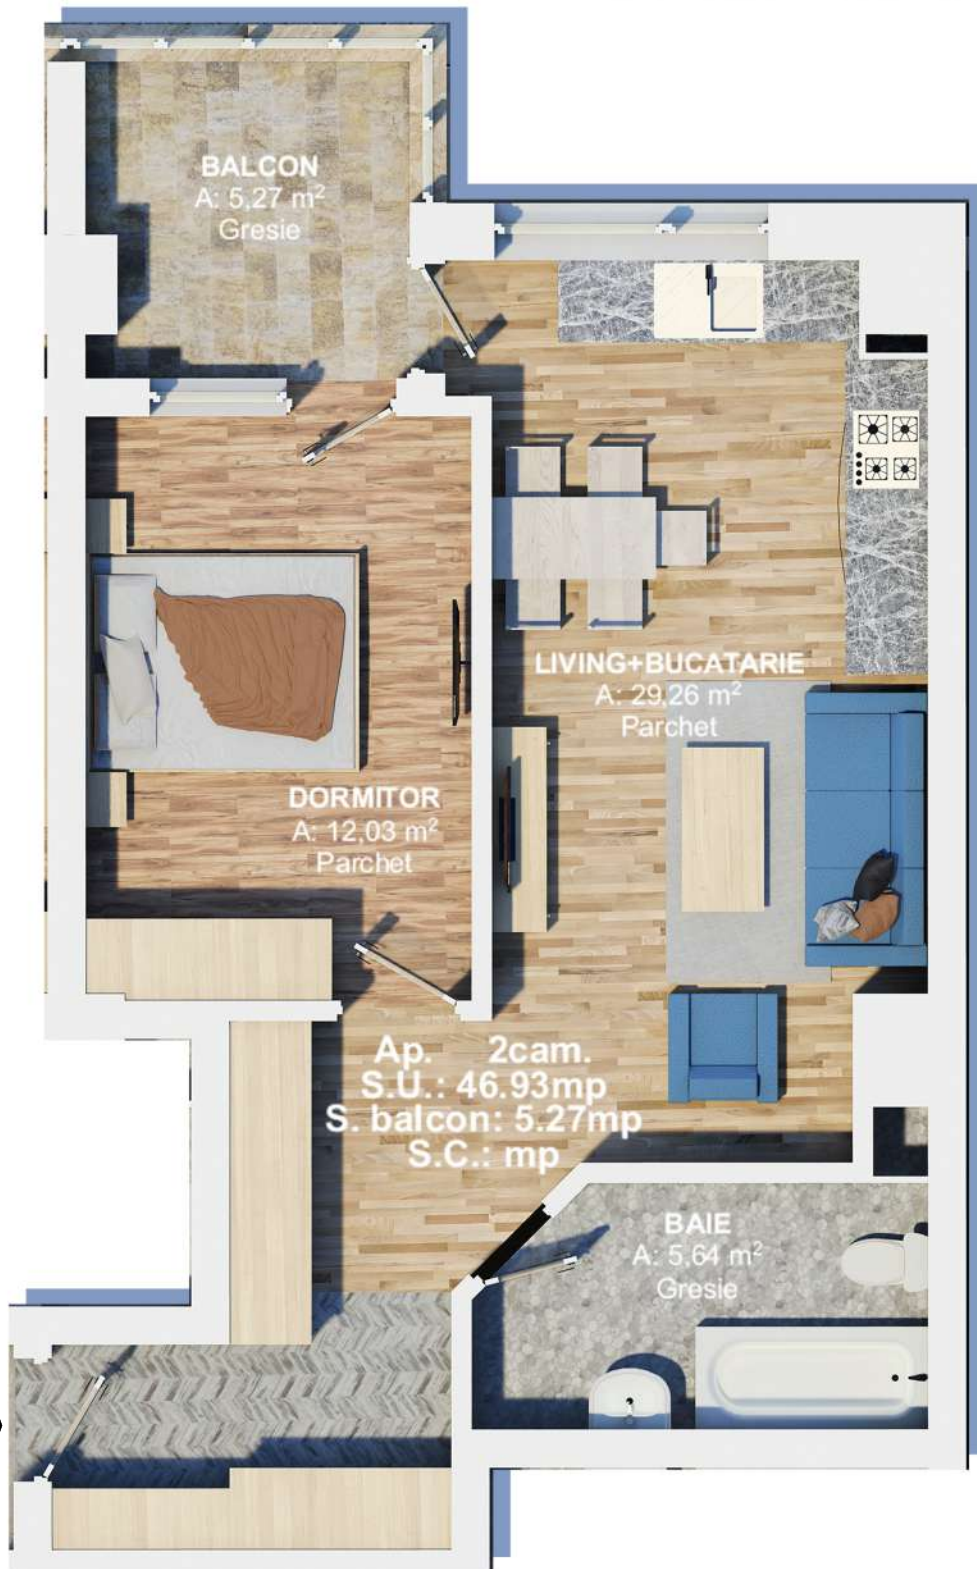 BALCON
A: 5,27 m²
Gresie
LIVING+BUCATARIE
A: 29,26 m²
Parchet
DORMITOR
A: 12,03 m²
Parchet
Ap. 2cam.
S.U.: 46.93mp
S. balcon: 5.27mp
S.C.: mp
BAIE
A: 5,64 m²
Gresie